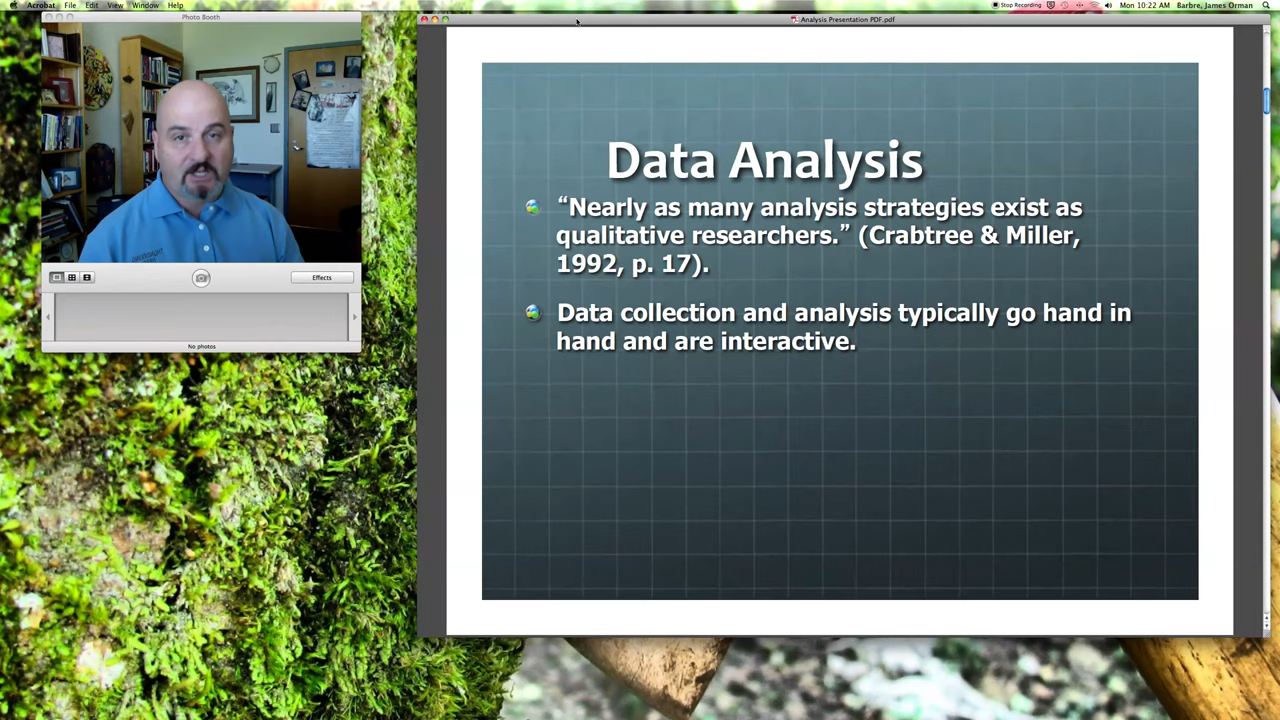 Acrobat File Edit View Window Help
Stop Recording Mon 10:22 AM Barbre, James Orman
Photo Booth
Effects
No photos
Analysis Presentation PDF.pdf
Data Analysis
“Nearly as many analysis strategies exist as
qualitative researchers.” (Crabtree & Miller,
1992, p. 17).
Data collection and analysis typically go hand in
hand and are interactive.